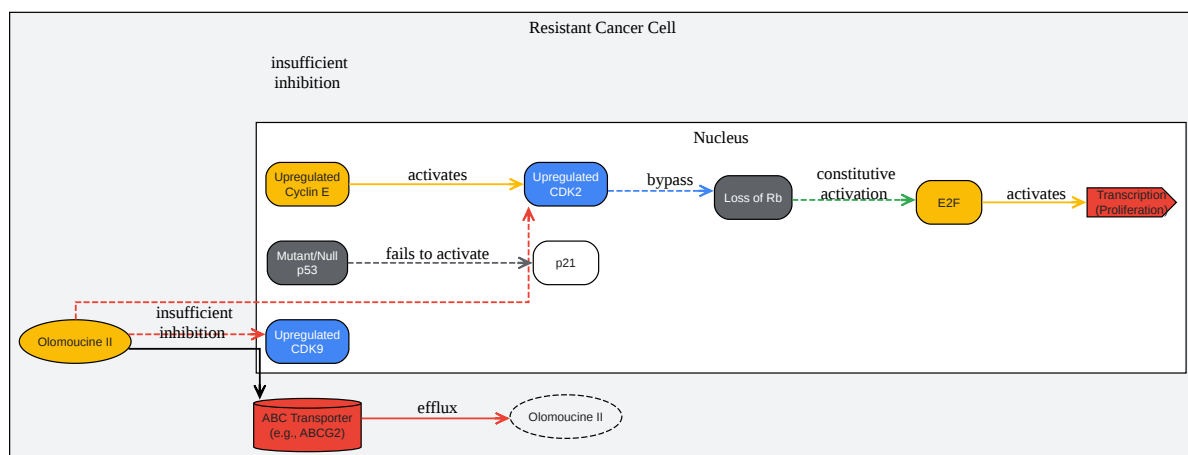 Resistant Cancer Cell
insufficient
inhibition
Nucleus
Upregulated
Cyclin E
activates
Upregulated
CDK2
bypass
Loss of Rb
constitutive
activation
E2F
activates
Transcription
(Proliferation)
Mutant/Null
p53
fails to activate
p21
Olomoucine II
insufficient
inhibition
Upregulated
CDK9
ABC Transporter
(e.g., ABCG2)
efflux
Olomoucine II